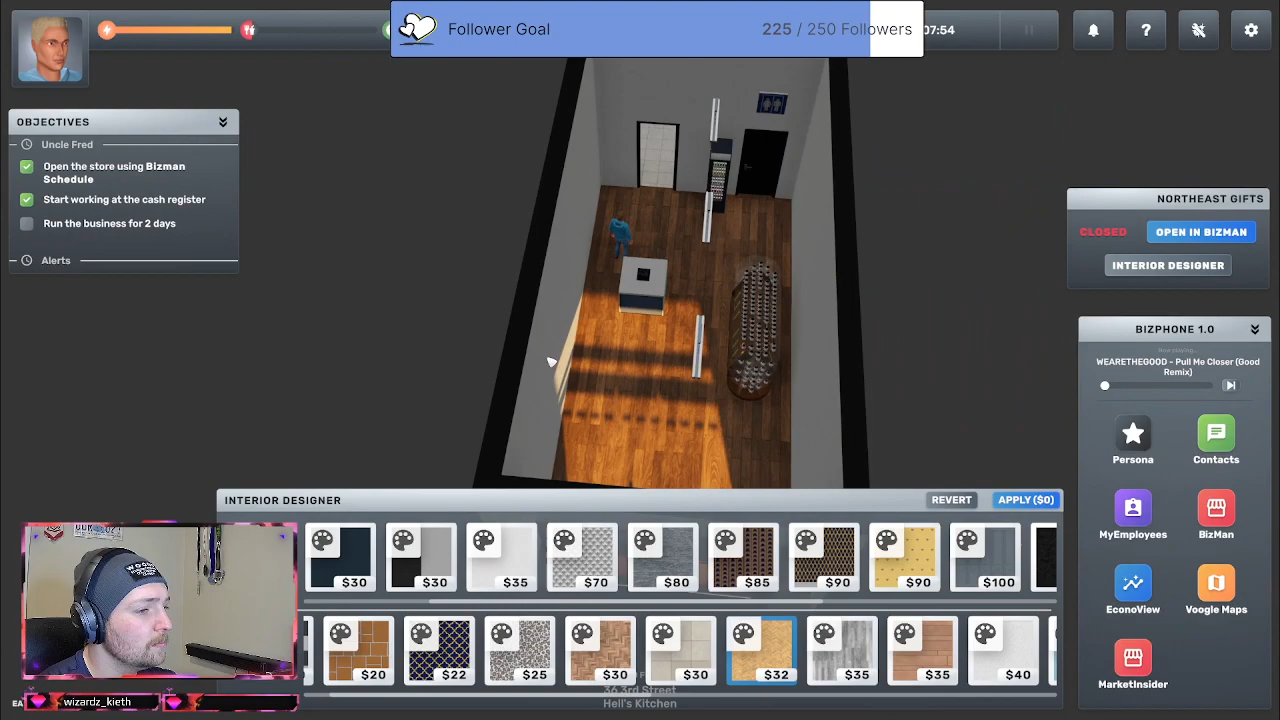 Follower Goal
225 / 250 Followers
07:54
OBJECTIVES
Uncle Fred
Open the store using Bizman
Schedule
Start working at the cash register
Run the business for 2 days
Alerts
NORTHEAST GIFTS
CLOSED
OPEN IN BIZMAN
INTERIOR DESIGNER
BIZPHONE 1.0
WEARETHEGOOD - Pull Me Closer (Good
Remix)
Persona
Contacts
MyEmployees
BizMan
EconoView
Voogle Maps
MarketInsider
INTERIOR DESIGNER
REVERT
APPLY ($0)
$30
$30
$35
$70
$80
$85
$90
$90
$100
$20
$22
$25
$30
$30
$32
$35
$35
$40
36 3rd Street
Hell's Kitchen
wizardz_kieth